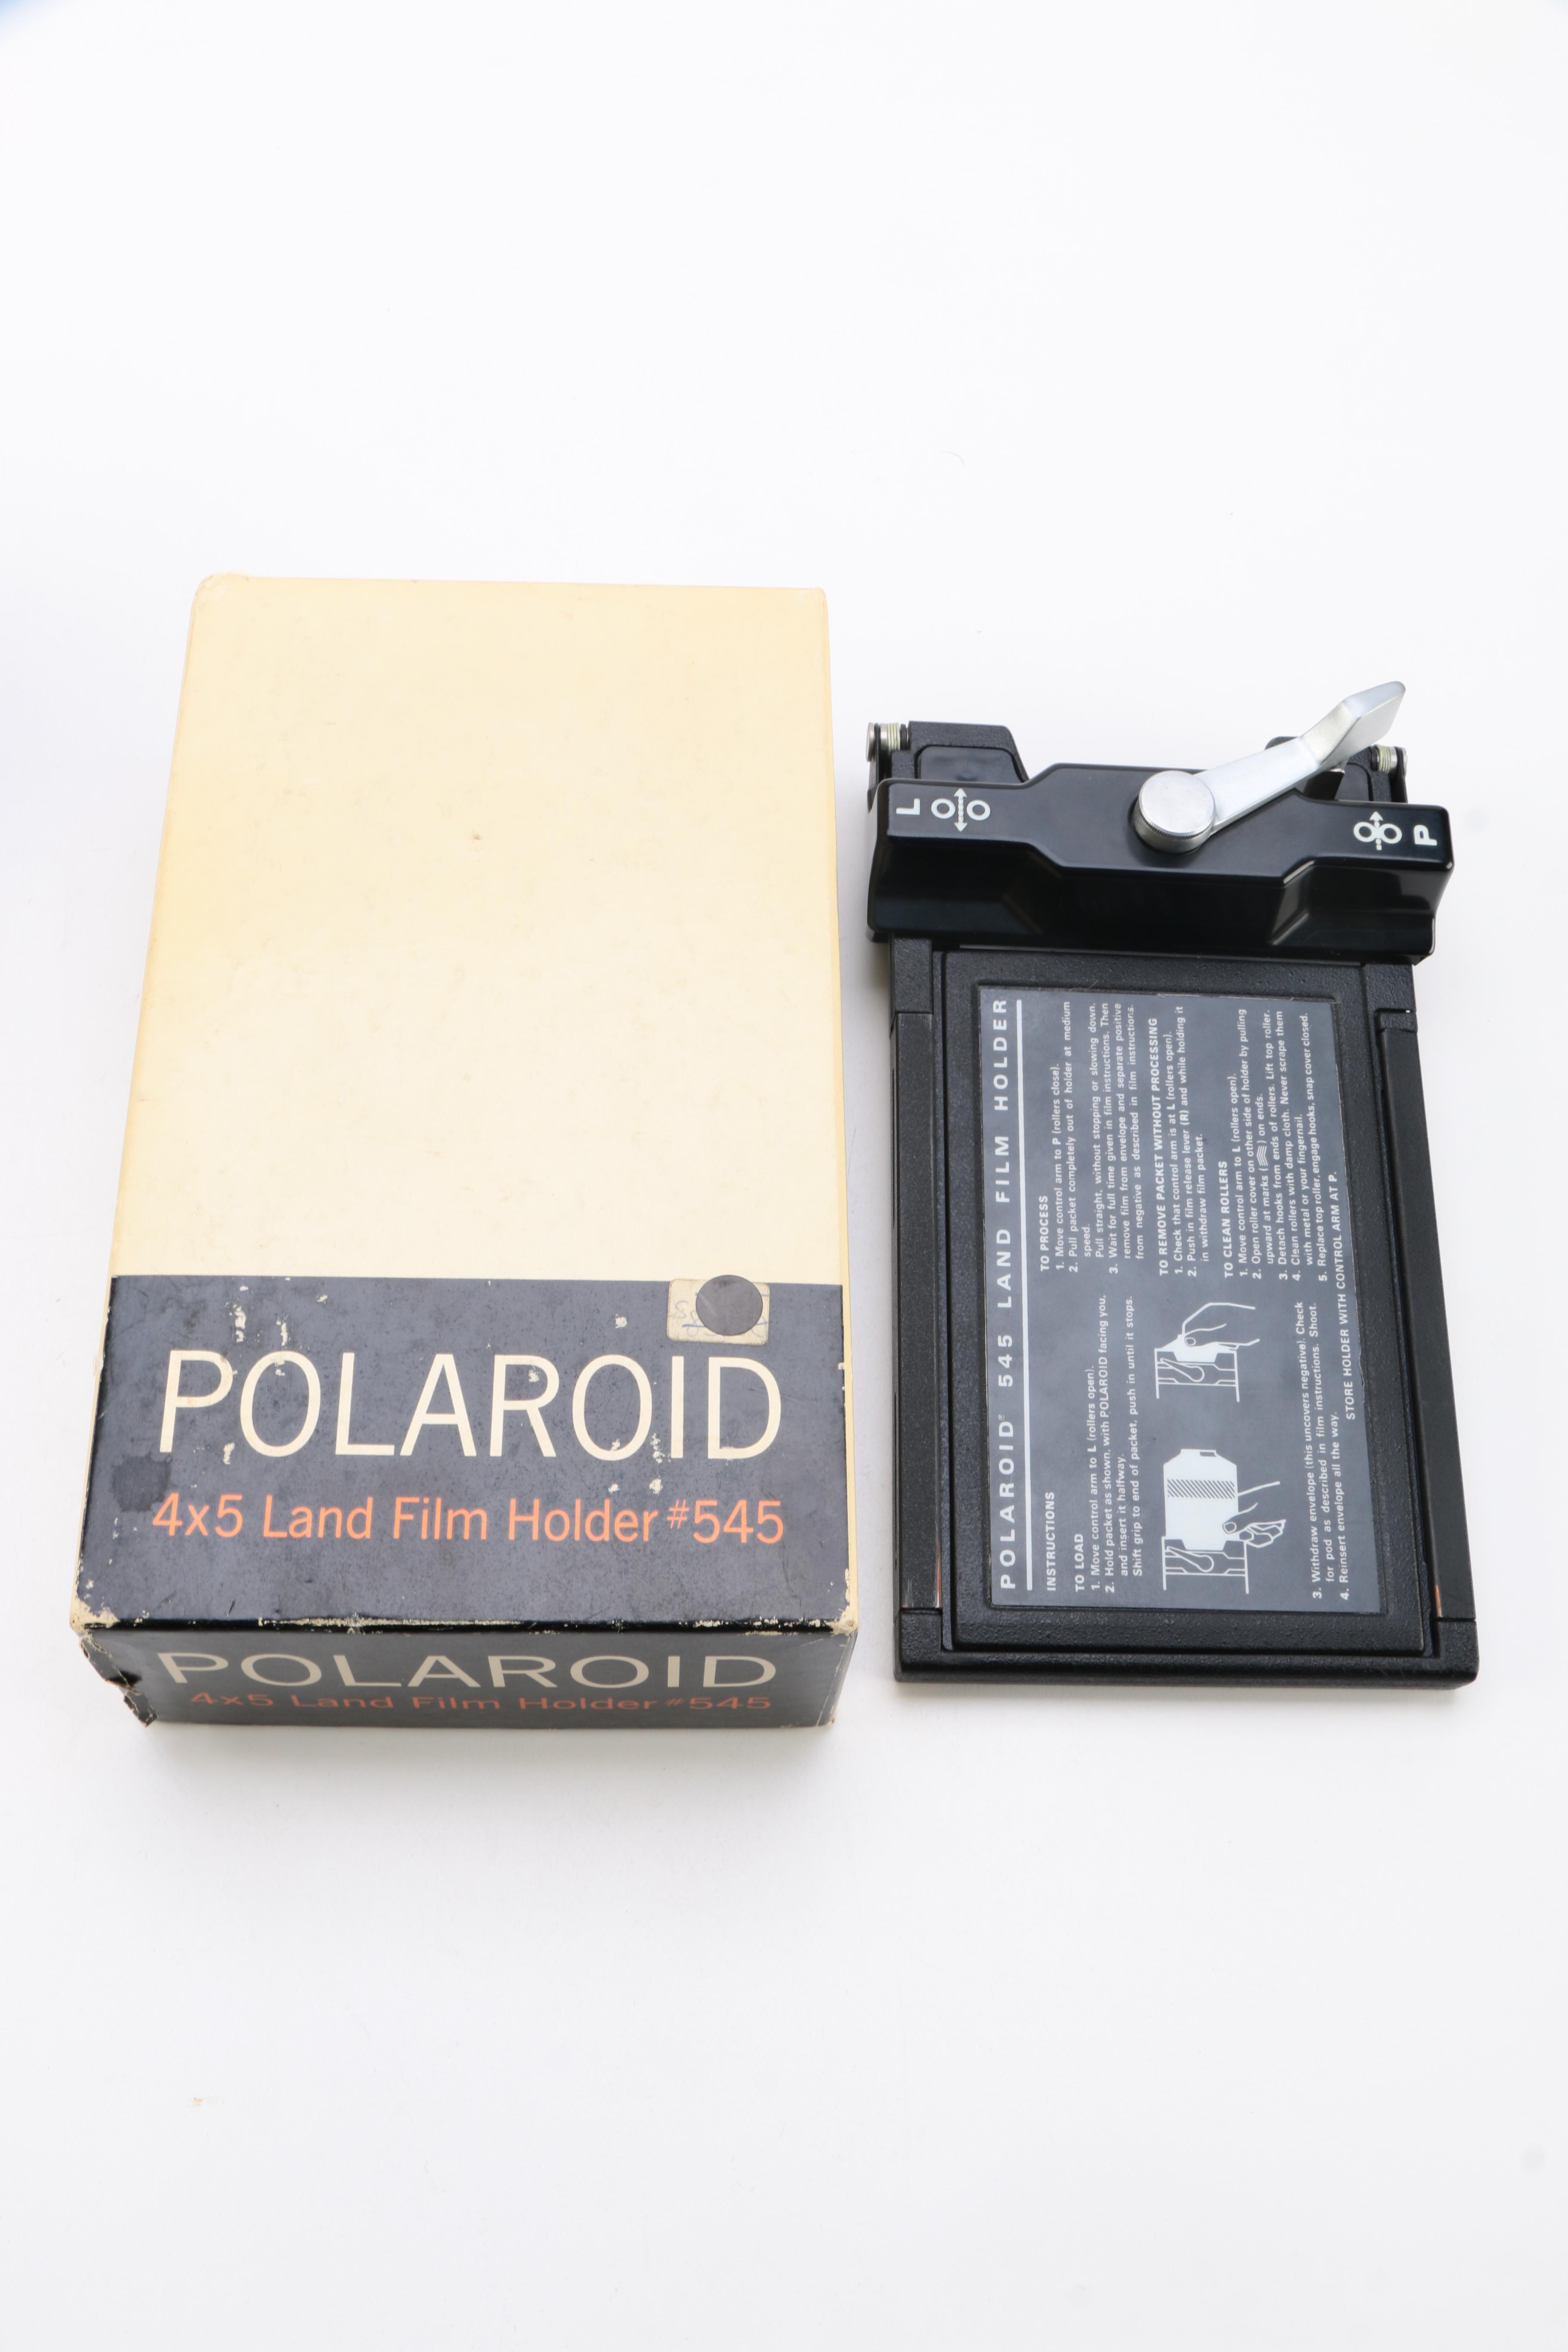 POLAROID
4x5 Land Film Holder #545
POLAROID
4x5 Land Film Holder #545
L
P
POLAROID® 545 LAND FILM HOLDER
INSTRUCTIONS
TO LOAD
1. Move control arm to L (rollers open).
2. Hold packet as shown, with POLAROID facing you,
and insert it halfway.
Shift grip to end of packet, push in until it stops.
3. Withdraw envelope (this uncovers negative). Check
for pod as described in film instructions. Shoot.
4. Reinsert envelope all the way.
TO PROCESS
1. Move control arm to P (rollers close).
2. Pull packet completely out of holder at medium
speed.
Pull straight, without stopping or slowing down.
3. Wait for full time given in film instructions. Then
remove film from envelope and separate positive
from negative as described in film instructions.
TO REMOVE PACKET WITHOUT PROCESSING
1. Check that control arm is at L (rollers open).
2. Push in film release lever (R) and while holding it
in withdraw film packet.
TO CLEAN ROLLERS
1. Move control arm to L (rollers open).
2. Open roller cover on other side of holder by pulling
upward at marks ( ) on ends.
3. Detach hooks from ends of rollers. Lift top roller.
4. Clean rollers with damp cloth. Never scrape them
with metal or your fingernail.
5. Replace top roller, engage hooks, snap cover closed.
STORE HOLDER WITH CONTROL ARM AT P.